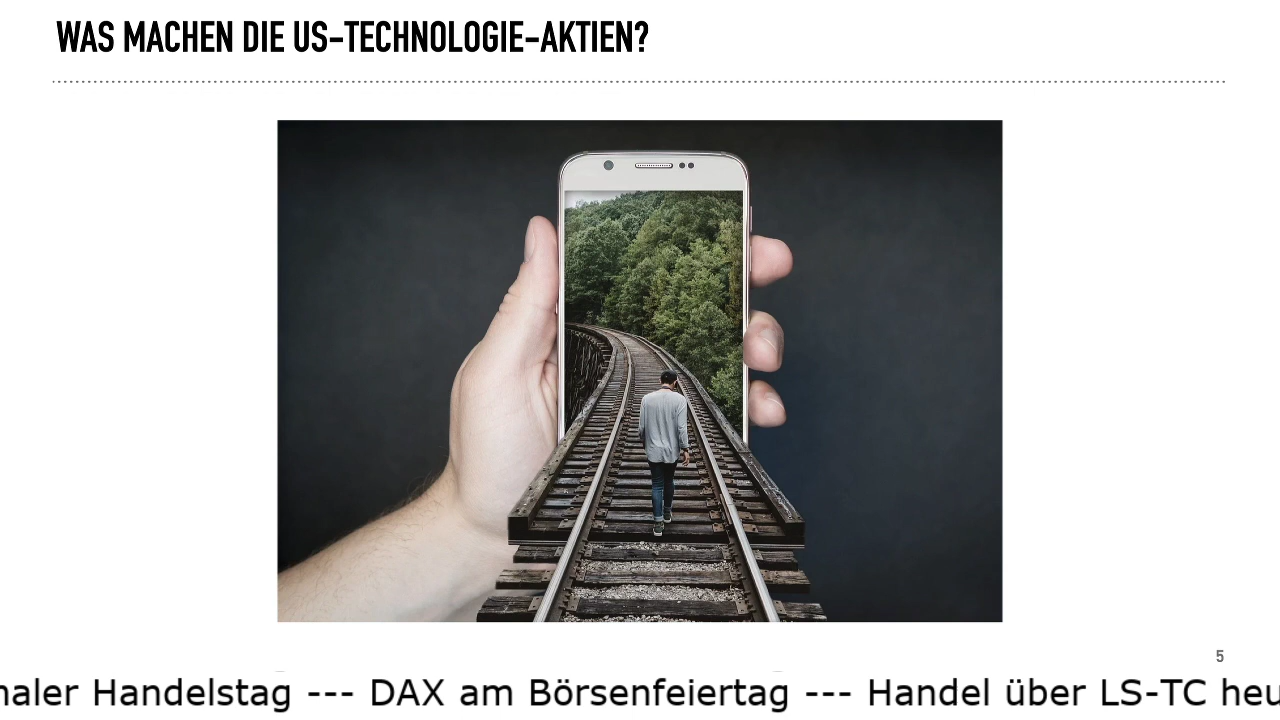 WAS MACHEN DIE US-TECHNOLOGIE-AKTIEN?
5
Handelstag --- DAX am Börsenfeiertag --- Handel über LS-TC